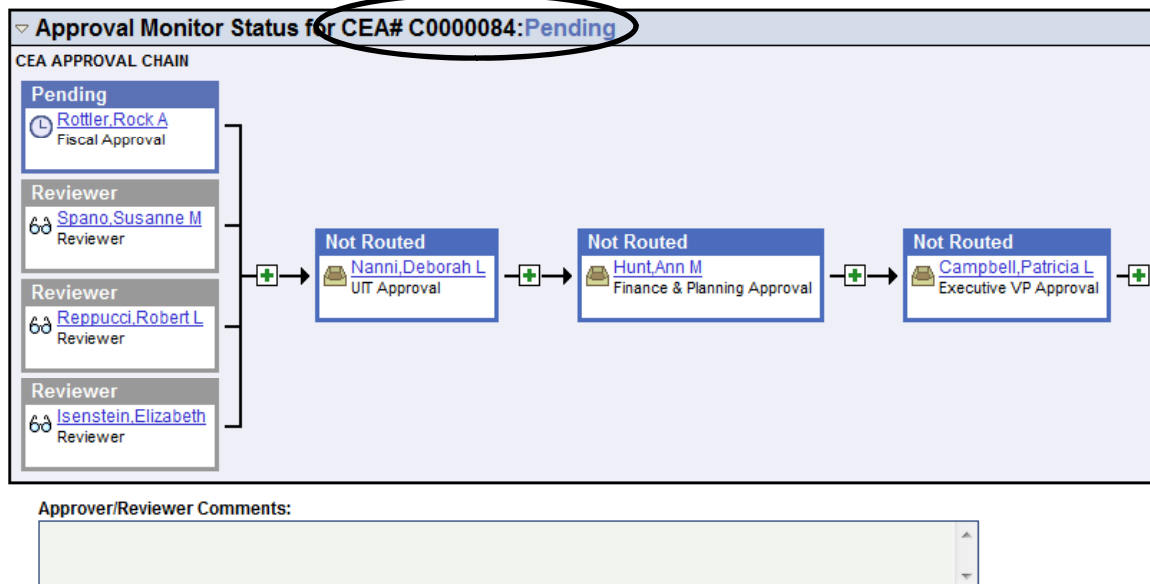 Approval Monitor Status for CEA# C0000084:Pending
CEA APPROVAL CHAIN
Pending
Rottler,Rock A
Fiscal Approval
Reviewer
Spano,Susanne M
Reviewer
Reviewer
Reppucci,Robert L
Reviewer
Reviewer
Isenstein,Elizabeth
Reviewer
Not Routed
Nanni,Deborah L
UIT Approval
Not Routed
Hunt,Ann M
Finance & Planning Approval
Not Routed
Campbell,Patricia L
Executive VP Approval
Approver/Reviewer Comments: